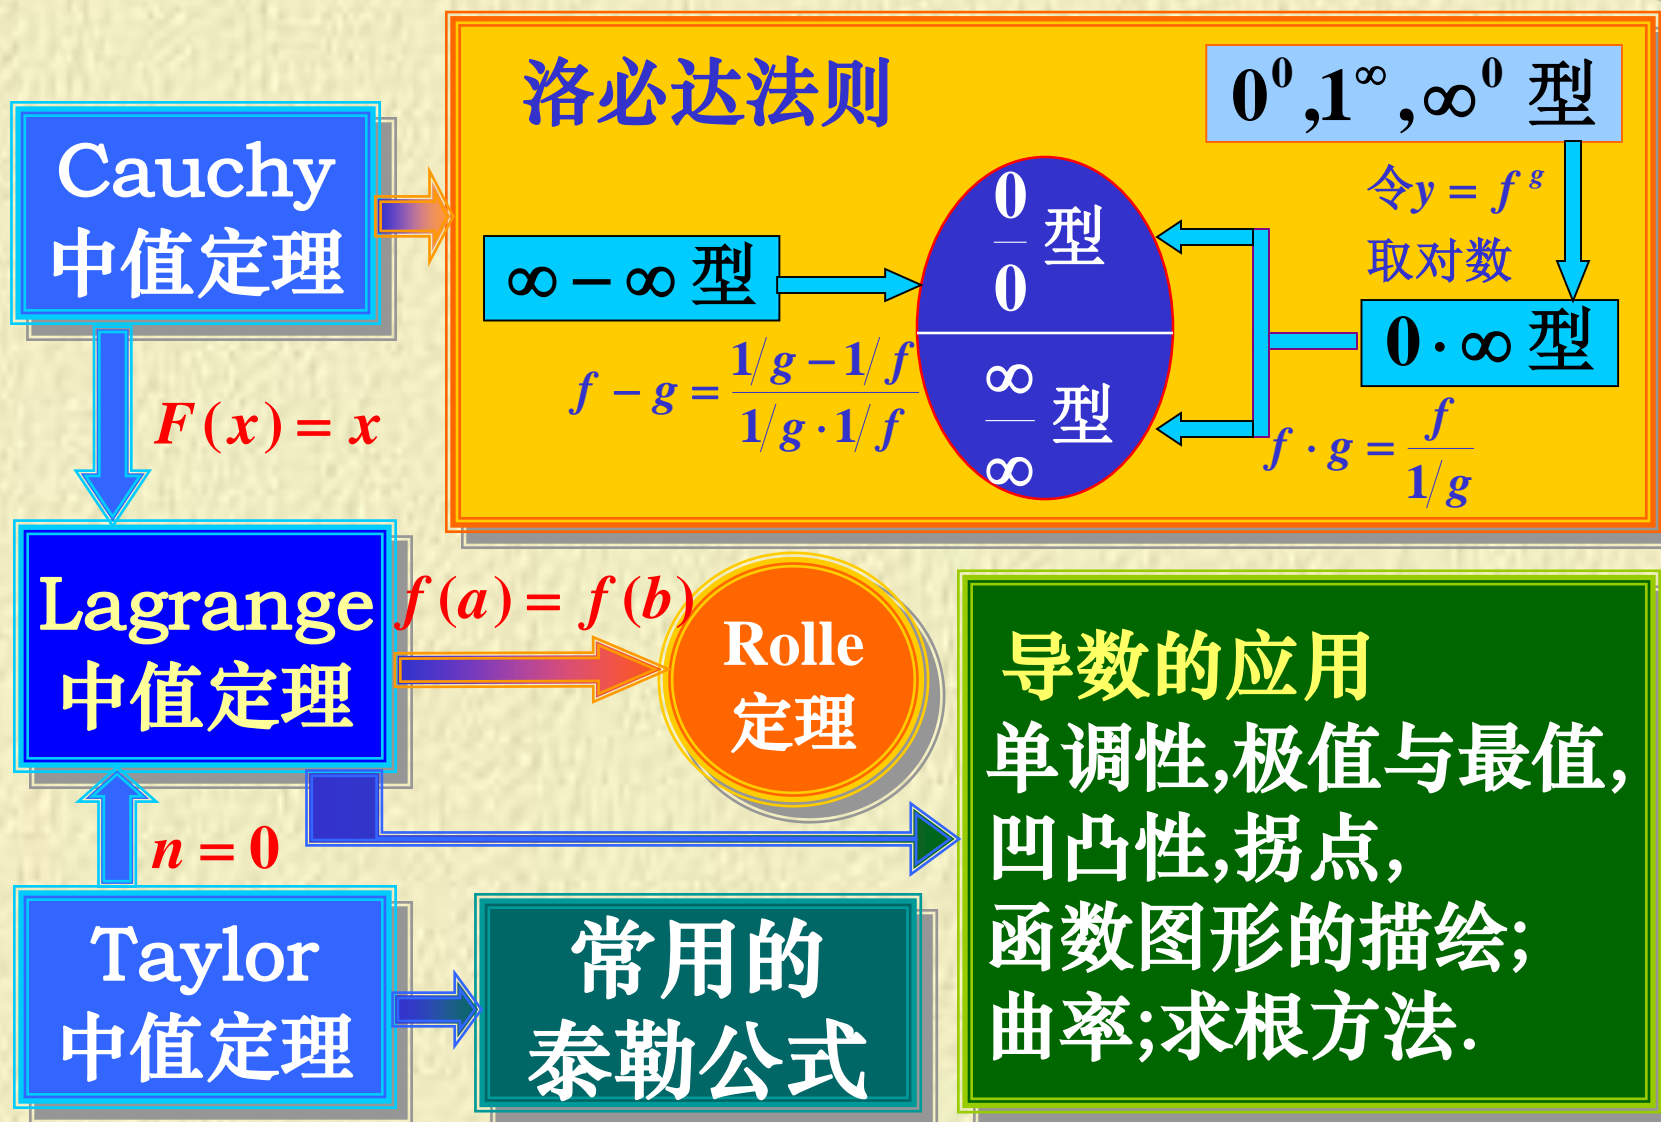 洛必达法则
0^0 ,1^∞ ,∞^0 型
令y = f^g
取对数
∞ − ∞ 型
0/0 型
∞/∞ 型
0 · ∞ 型
f − g = (1/g − 1/f)/(1/g · 1/f)
f · g = f/(1/g)
Cauchy
中值定理
F(x) = x
Lagrange
中值定理
f(a) = f(b)
Rolle
定理
n = 0
Taylor
中值定理
常用的
泰勒公式
导数的应用
单调性,极值与最值,
凹凸性,拐点,
函数图形的描绘;
曲率;求根方法.